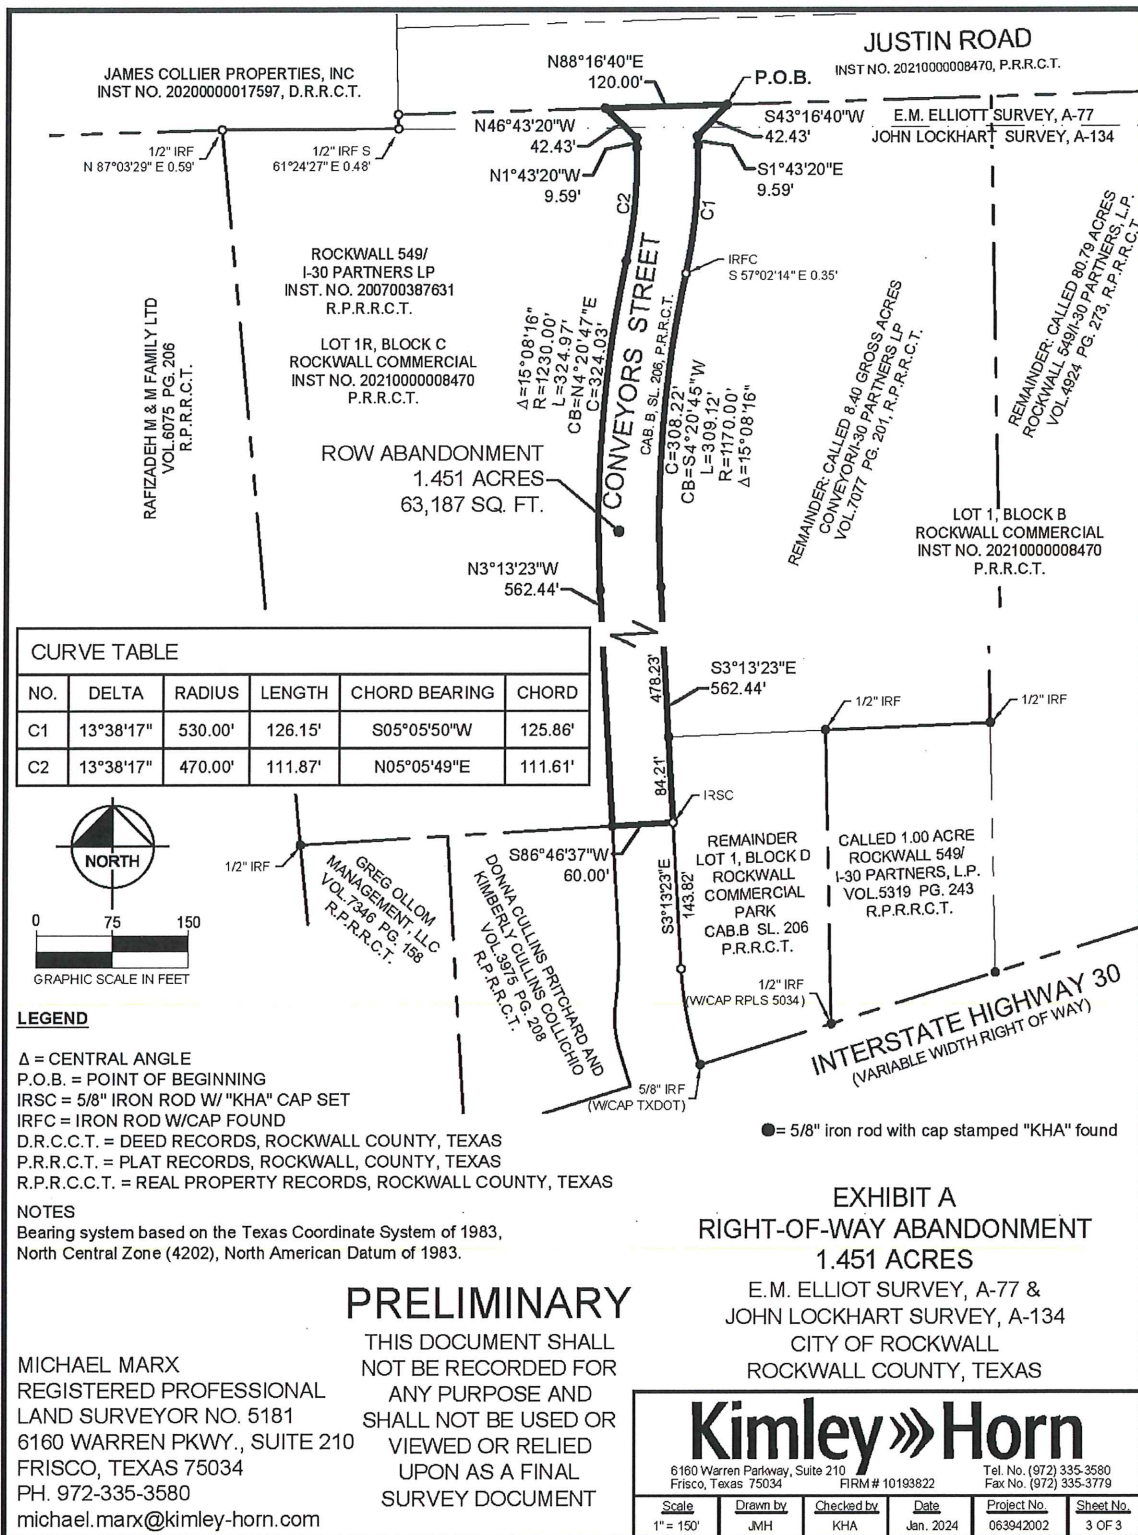 JUSTIN ROAD
INST NO. 20210000008470, P.R.R.C.T.
JAMES COLLIER PROPERTIES, INC
INST NO. 20200000017597, D.R.R.C.T.
N88°16'40"E
120.00'
P.O.B.
N46°43'20"W
42.43'
S43°16'40"W
42.43'
E.M. ELLIOTT SURVEY, A-77
JOHN LOCKHART SURVEY, A-134
1/2" IRF
N 87°03'29" E 0.59'
1/2" IRF S
61°24'27" E 0.48'
N1°43'20"W
9.59'
S1°43'20"E
9.59'
C2
C1
IRFC
S 57°02'14" E 0.35'
ROCKWALL 549/
I-30 PARTNERS LP
INST. NO. 200700387631
R.P.R.R.C.T.
LOT 1R, BLOCK C
ROCKWALL COMMERCIAL
INST NO. 20210000008470
P.R.R.C.T.
RAFIZADEH M & M FAMILY LTD
VOL.6075 PG. 206
R.P.R.R.C.T.
Δ=15°08'16"
R=1230.00'
L=324.97'
CB=N4°20'47"E
C=324.03'
CONVEYORS STREET
CAB. B, SL. 206, P.R.R.C.T.
C=308.22'
CB=S4°20'45"W
L=309.12'
R=1170.00'
Δ=15°08'16"
REMAINDER: CALLED 8.40 GROSS ACRES
CONVEYOR/I-30 PARTNERS LP
VOL.7077 PG. 201, R.P.R.R.C.T.
REMAINDER: CALLED 80.79 ACRES
ROCKWALL 549/I-30 PARTNERS, L.P.
VOL.4924 PG. 273, R.P.R.R.C.T.
ROW ABANDONMENT
1.451 ACRES
63,187 SQ. FT.
LOT 1, BLOCK B
ROCKWALL COMMERCIAL
INST NO. 20210000008470
P.R.R.C.T.
N3°13'23"W
562.44'
CURVE TABLE
NO. DELTA RADIUS LENGTH CHORD BEARING CHORD
C1 13°38'17" 530.00' 126.15' S05°05'50"W 125.86'
C2 13°38'17" 470.00' 111.87' N05°05'49"E 111.61'
478.23'
S3°13'23"E
562.44'
1/2" IRF
1/2" IRF
84.21'
IRSC
NORTH
1/2" IRF
GREG OLLOM
MANAGEMENT, LLC
VOL.7346 PG. 158
R.P.R.R.C.T.
DONNA CULLINS PRITCHARD AND
KIMBERLY CULLINS COLLICHIO
VOL.3975 PG. 208
R.P.R.R.C.T.
S86°46'37"W
60.00'
S3°13'23"E
143.82'
REMAINDER
LOT 1, BLOCK D
ROCKWALL
COMMERCIAL
PARK
CAB.B SL. 206
P.R.R.C.T.
CALLED 1.00 ACRE
ROCKWALL 549/
I-30 PARTNERS, L.P.
VOL.5319 PG. 243
R.P.R.R.C.T.
0 75 150
GRAPHIC SCALE IN FEET
1/2" IRF
(W/CAP RPLS 5034)
INTERSTATE HIGHWAY 30
(VARIABLE WIDTH RIGHT OF WAY)
5/8" IRF
(W/CAP TXDOT)
LEGEND
Δ = CENTRAL ANGLE
P.O.B. = POINT OF BEGINNING
IRSC = 5/8" IRON ROD W/ "KHA" CAP SET
IRFC = IRON ROD W/CAP FOUND
D.R.C.C.T. = DEED RECORDS, ROCKWALL COUNTY, TEXAS
P.R.R.C.T. = PLAT RECORDS, ROCKWALL, COUNTY, TEXAS
R.P.R.C.C.T. = REAL PROPERTY RECORDS, ROCKWALL COUNTY, TEXAS
= 5/8" iron rod with cap stamped "KHA" found
NOTES
Bearing system based on the Texas Coordinate System of 1983,
North Central Zone (4202), North American Datum of 1983.
EXHIBIT A
RIGHT-OF-WAY ABANDONMENT
1.451 ACRES
E.M. ELLIOT SURVEY, A-77 &
JOHN LOCKHART SURVEY, A-134
CITY OF ROCKWALL
ROCKWALL COUNTY, TEXAS
PRELIMINARY
THIS DOCUMENT SHALL
NOT BE RECORDED FOR
ANY PURPOSE AND
SHALL NOT BE USED OR
VIEWED OR RELIED
UPON AS A FINAL
SURVEY DOCUMENT
MICHAEL MARX
REGISTERED PROFESSIONAL
LAND SURVEYOR NO. 5181
6160 WARREN PKWY., SUITE 210
FRISCO, TEXAS 75034
PH. 972-335-3580
michael.marx@kimley-horn.com
Kimley»Horn
6160 Warren Parkway, Suite 210
Frisco, Texas 75034 FIRM # 10193822
Tel. No. (972) 335-3580
Fax No. (972) 335-3779
Scale Drawn by Checked by Date Project No. Sheet No.
1" = 150' JMH KHA Jan. 2024 063942002 3 OF 3